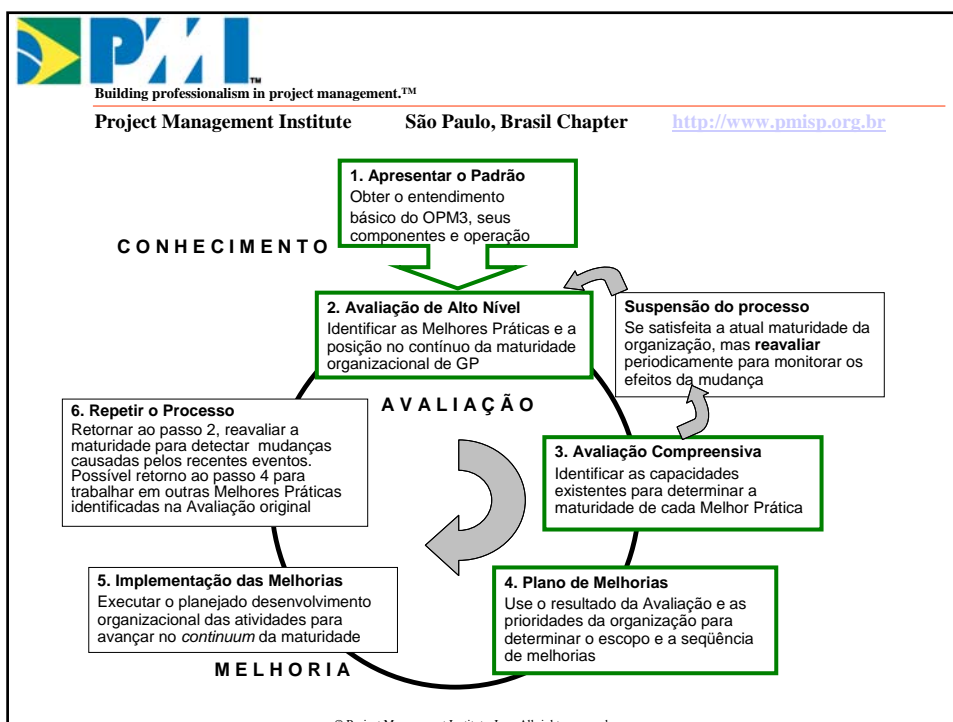 PMI TM
Building professionalism in project management.TM
Project Management Institute São Paulo, Brasil Chapter http://www.pmisp.org.br
1. Apresentar o Padrão
Obter o entendimento
básico do OPM3, seus
componentes e operação
CONHECIMENTO
2. Avaliação de Alto Nível
Identificar as Melhores Práticas e a
posição no contínuo da maturidade
organizacional de GP
Suspensão do processo
Se satisfeita a atual maturidade da
organização, mas reavaliar
periodicamente para monitorar os
efeitos da mudança
AVALIAÇÃO
6. Repetir o Processo
Retornar ao passo 2, reavaliar a
maturidade para detectar mudanças
causadas pelos recentes eventos.
Possível retorno ao passo 4 para
trabalhar em outras Melhores Práticas
identificadas na Avaliação original
3. Avaliação Compreensiva
Identificar as capacidades
existentes para determinar a
maturidade de cada Melhor Prática
5. Implementação das Melhorias
Executar o planejado desenvolvimento
organizacional das atividades para
avançar no continuum da maturidade
4. Plano de Melhorias
Use o resultado da Avaliação e as
prioridades da organização para
determinar o escopo e a seqüência
de melhorias
MELHORIA